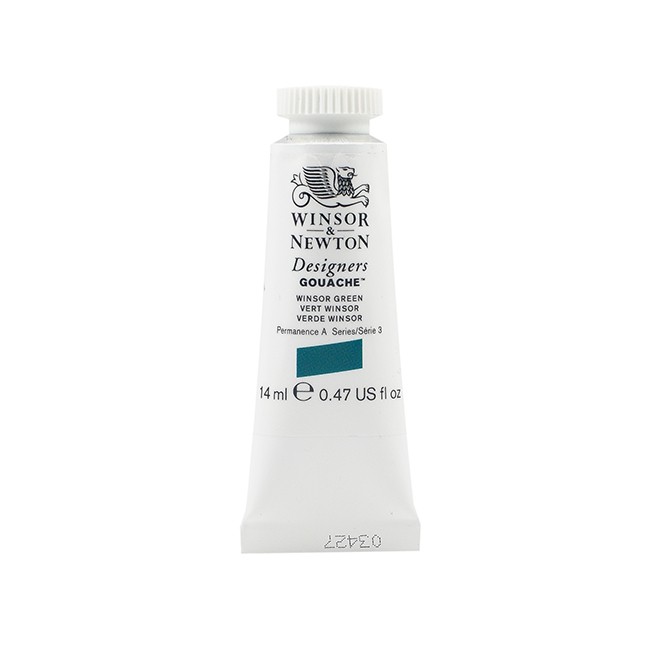 WINSOR
&
NEWTON
Designers
GOUACHE™
WINSOR GREEN
VERT WINSOR
VERDE WINSOR
Permanence A Series/Série 3
14 ml ℮ 0.47 US fl oz
03427